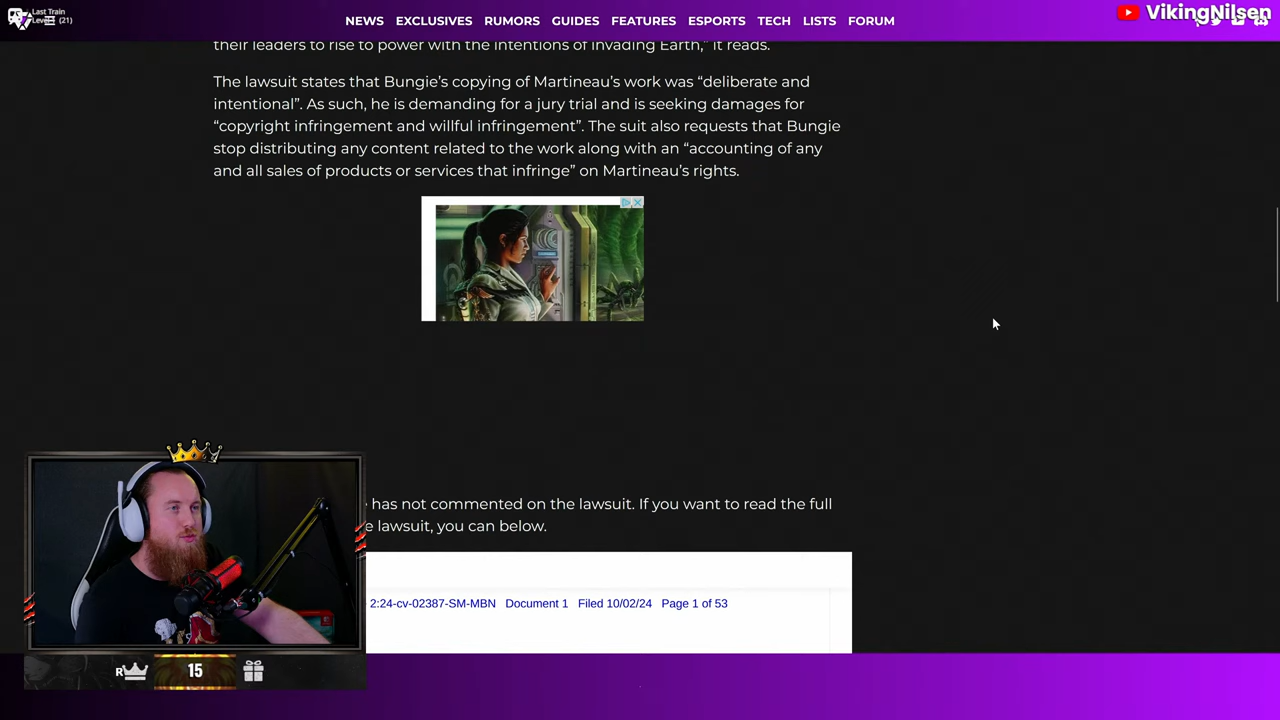 Last Train
Level (21)
NEWS EXCLUSIVES RUMORS GUIDES FEATURES ESPORTS TECH LISTS FORUM
VikingNilsen
their leaders to rise to power with the intentions of invading Earth,” it reads.
The lawsuit states that Bungie’s copying of Martineau’s work was “deliberate and
intentional”. As such, he is demanding for a jury trial and is seeking damages for
“copyright infringement and willful infringement”. The suit also requests that Bungie
stop distributing any content related to the work along with an “accounting of any
and all sales of products or services that infringe” on Martineau’s rights.
has not commented on the lawsuit. If you want to read the full
e lawsuit, you can below.
2:24-cv-02387-SM-MBN Document 1 Filed 10/02/24 Page 1 of 53
R 15